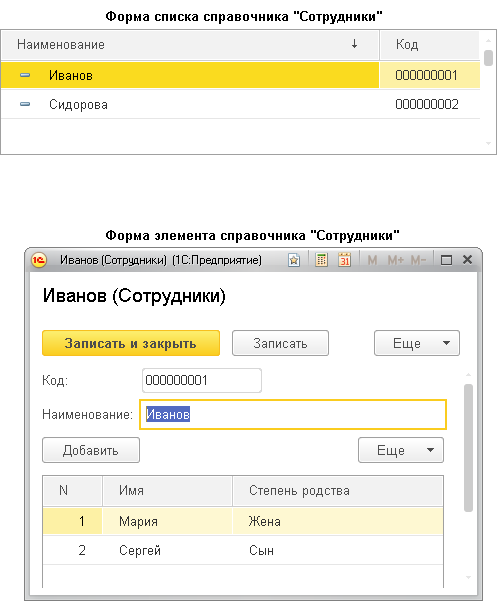 Форма списка справочника "Сотрудники"
Наименование ↓ Код
Иванов 000000001
Сидорова 000000002
Форма элемента справочника "Сотрудники"
1С Иванов (Сотрудники) (1С:Предприятие) 31 M M+ M-
Иванов (Сотрудники)
Записать и закрыть Записать Еще
Код: 000000001
Наименование: Иванов
Добавить Еще
N Имя Степень родства
1 Мария Жена
2 Сергей Сын